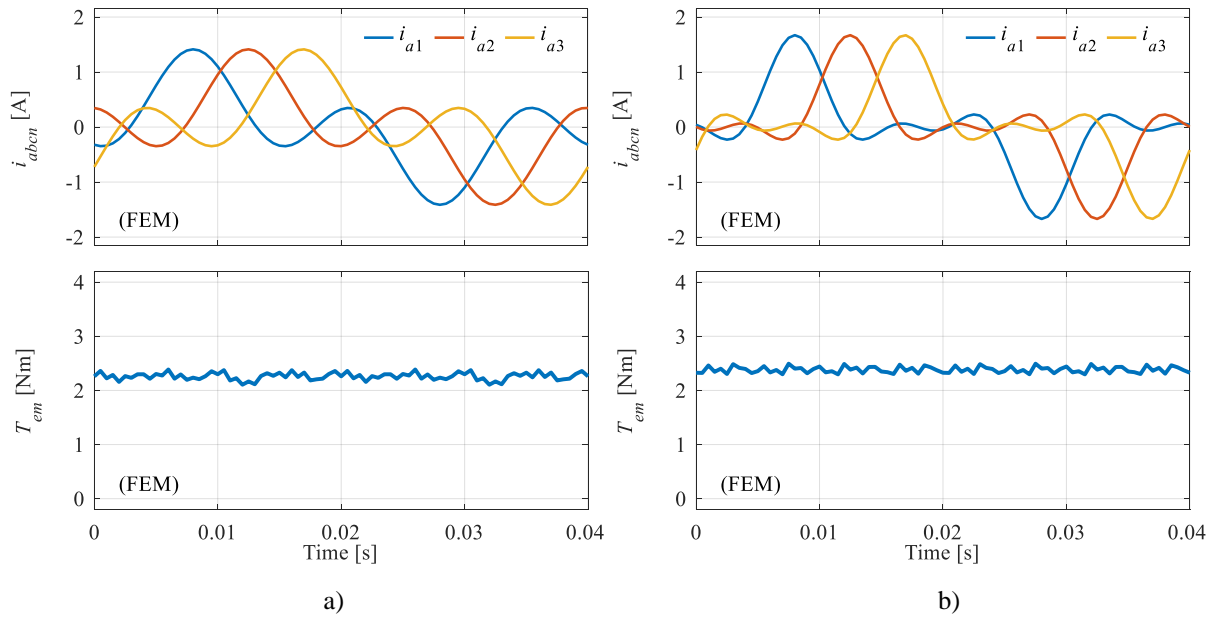 2
1
0
-1
-2
i_abcn [A]
i_a1 i_a2 i_a3
(FEM)
4
3
2
1
0
T_em [Nm]
(FEM)
0 0.01 0.02 0.03 0.04
Time [s]
a)
2
1
0
-1
-2
i_abcn [A]
i_a1 i_a2 i_a3
(FEM)
4
3
2
1
0
T_em [Nm]
(FEM)
0 0.01 0.02 0.03 0.04
Time [s]
b)